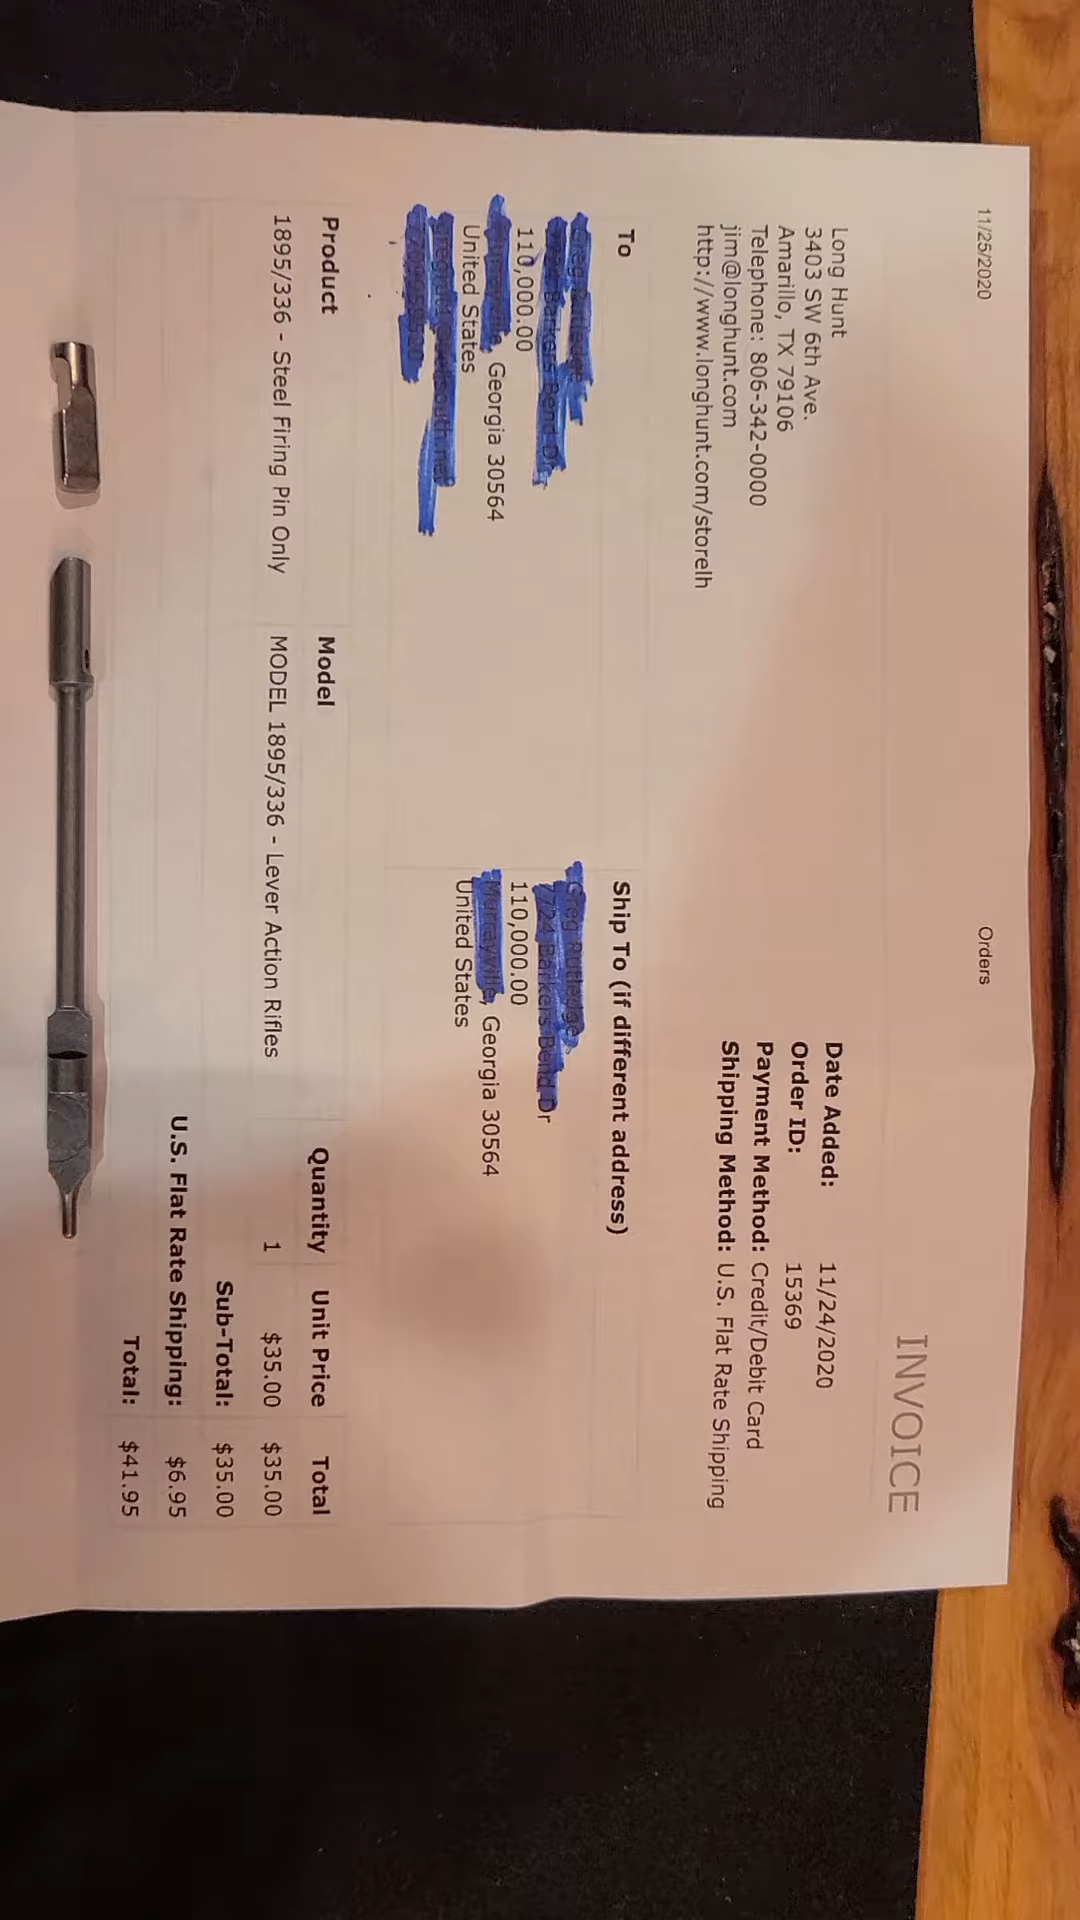 11/25/2020 Orders
INVOICE
Long Hunt
3403 SW 6th Ave.
Amarillo, TX 79106
Telephone: 806-342-0000
jim@longhunt.com
http://www.longhunt.com/storelh
Date Added: 11/24/2020
Order ID: 15369
Payment Method: Credit/Debit Card
Shipping Method: U.S. Flat Rate Shipping
To
110,000.00
Georgia 30564
United States
Ship To (if different address)
110,000.00
Georgia 30564
United States
Product Model Quantity Unit Price Total
1895/336 - Steel Firing Pin Only MODEL 1895/336 - Lever Action Rifles 1 $35.00 $35.00
Sub-Total: $35.00
U.S. Flat Rate Shipping: $6.95
Total: $41.95